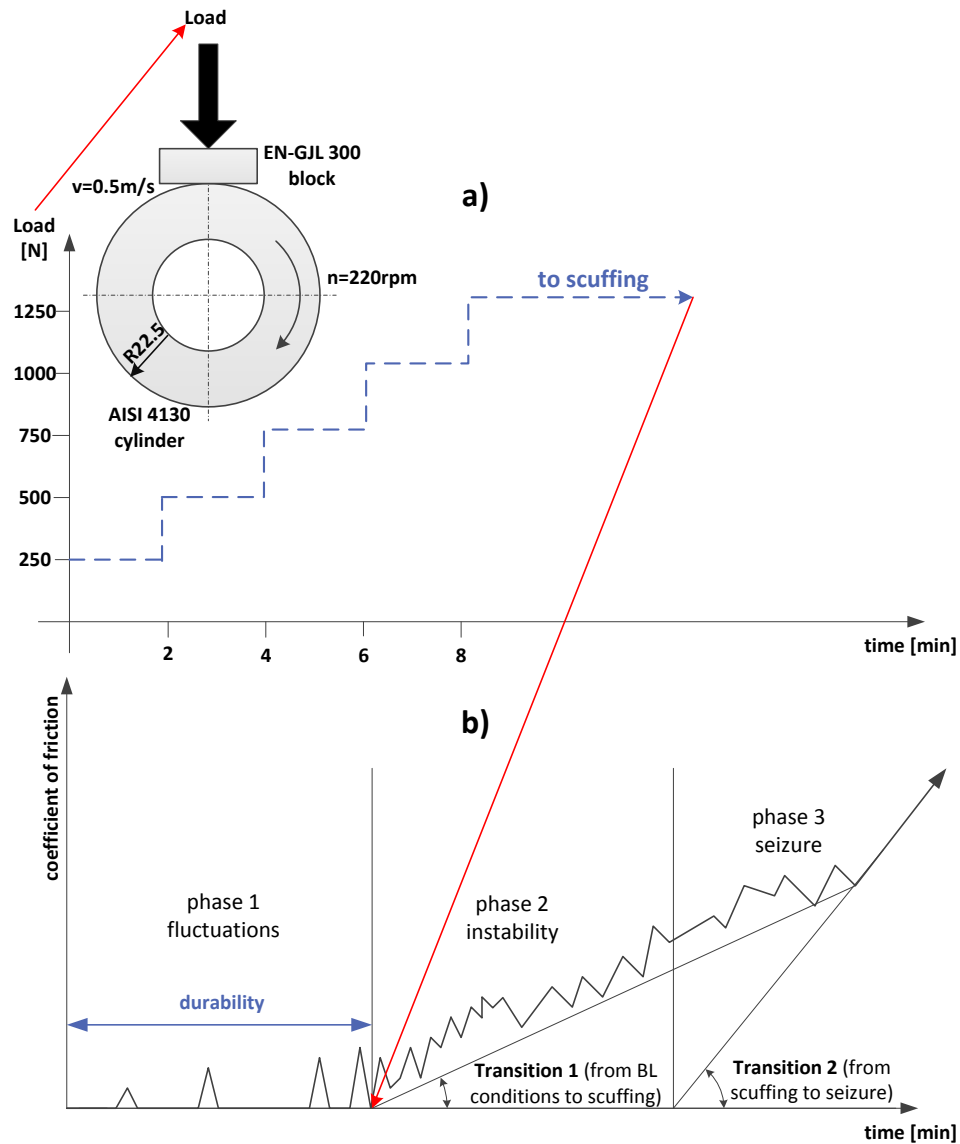 Load
EN-GJL 300
block
v=0.5m/s
a)
Load
[N]
n=220rpm
to scuffing
1250
R22.5
1000
AISI 4130
cylinder
750
500
250
2
4
6
8
time [min]
b)
coefficient of friction
phase 3
seizure
phase 1
fluctuations
phase 2
instability
durability
Transition 1 (from BL
conditions to scuffing)
Transition 2 (from
scuffing to seizure)
time [min]